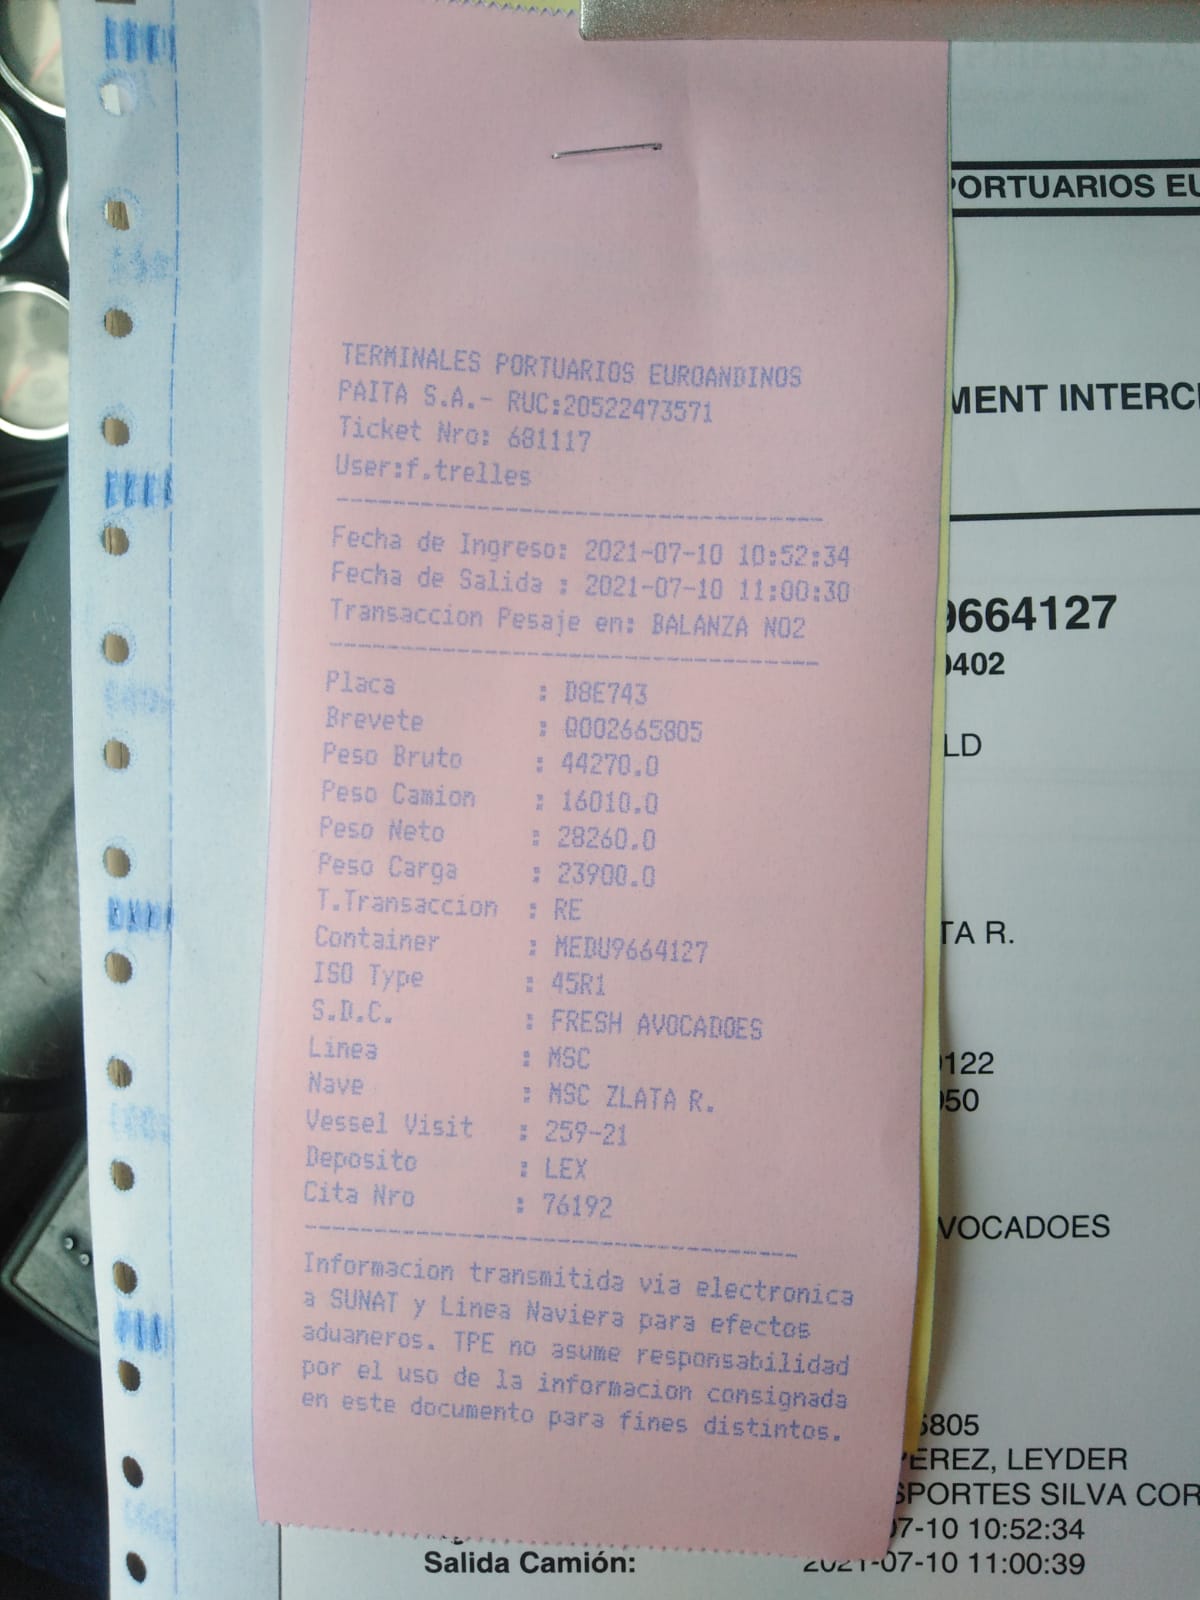 TERMINALES PORTUARIOS EUROANDINOS
PAITA S.A.- RUC:20522473571
Ticket Nro: 681117
User:f.trelles
Fecha de Ingreso: 2021-07-10 10:52:34
Fecha de Salida : 2021-07-10 11:00:30
Transaccion Pesaje en: BALANZA NO2
Placa : D8E743
Brevete : Q002665805
Peso Bruto : 44270.0
Peso Camion : 16010.0
Peso Neto : 28260.0
Peso Carga : 23900.0
T.Transaccion : RE
Container : MEDU9664127
ISO Type : 45R1
S.D.C. : FRESH AVOCADOES
Linea : MSC
Nave : MSC ZLATA R.
Vessel Visit : 259-21
Deposito : LEX
Cita Nro : 76192
Informacion transmitida via electronica
a SUNAT y Linea Naviera para efectos
aduaneros. TPE no asume responsabilidad
por el uso de la informacion consignada
en este documento para fines distintos.
PORTUARIOS EU
MENT INTERC
9664127
0402
LD
TA R.
122
950
VOCADOES
5805
PEREZ, LEYDER
SPORTES SILVA COR
07-10 10:52:34
Salida Camión: 2021-07-10 11:00:39